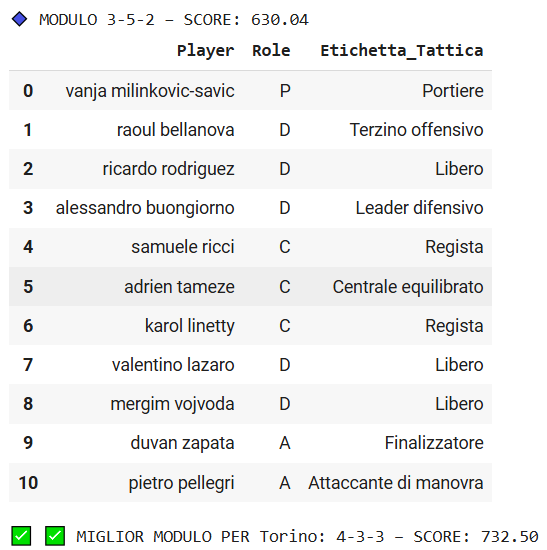 MODULO 3-5-2 – SCORE: 630.04
Player Role Etichetta_Tattica
0 vanja milinkovic-savic P Portiere
1 raoul bellanova D Terzino offensivo
2 ricardo rodriguez D Libero
3 alessandro buongiorno D Leader difensivo
4 samuele ricci C Regista
5 adrien tameze C Centrale equilibrato
6 karol linetty C Regista
7 valentino lazaro D Libero
8 mergim vojvoda D Libero
9 duvan zapata A Finalizzatore
10 pietro pellegri A Attaccante di manovra
MIGLIOR MODULO PER Torino: 4-3-3 – SCORE: 732.50